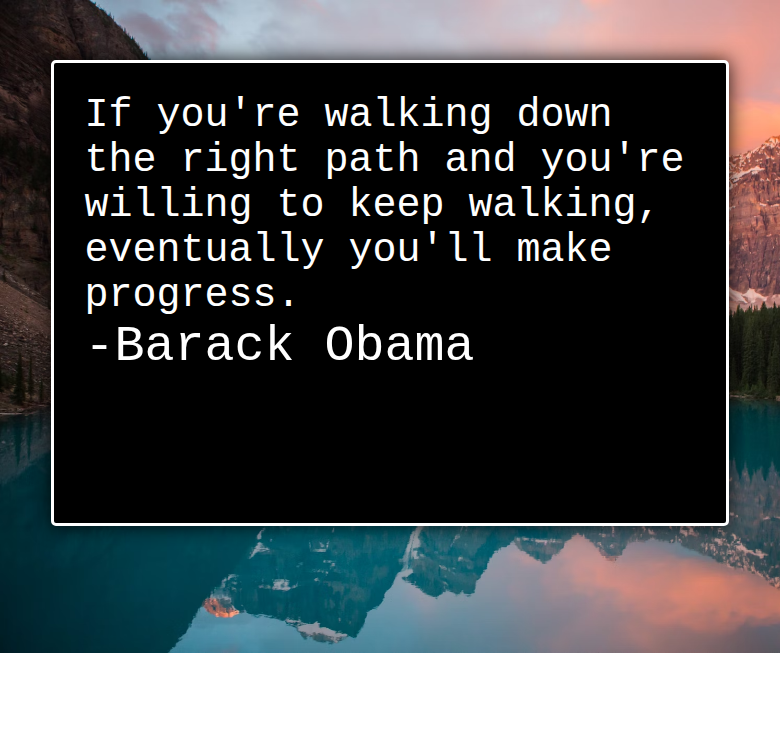 If you're walking down
the right path and you're
willing to keep walking,
eventually you'll make
progress.
-Barack Obama